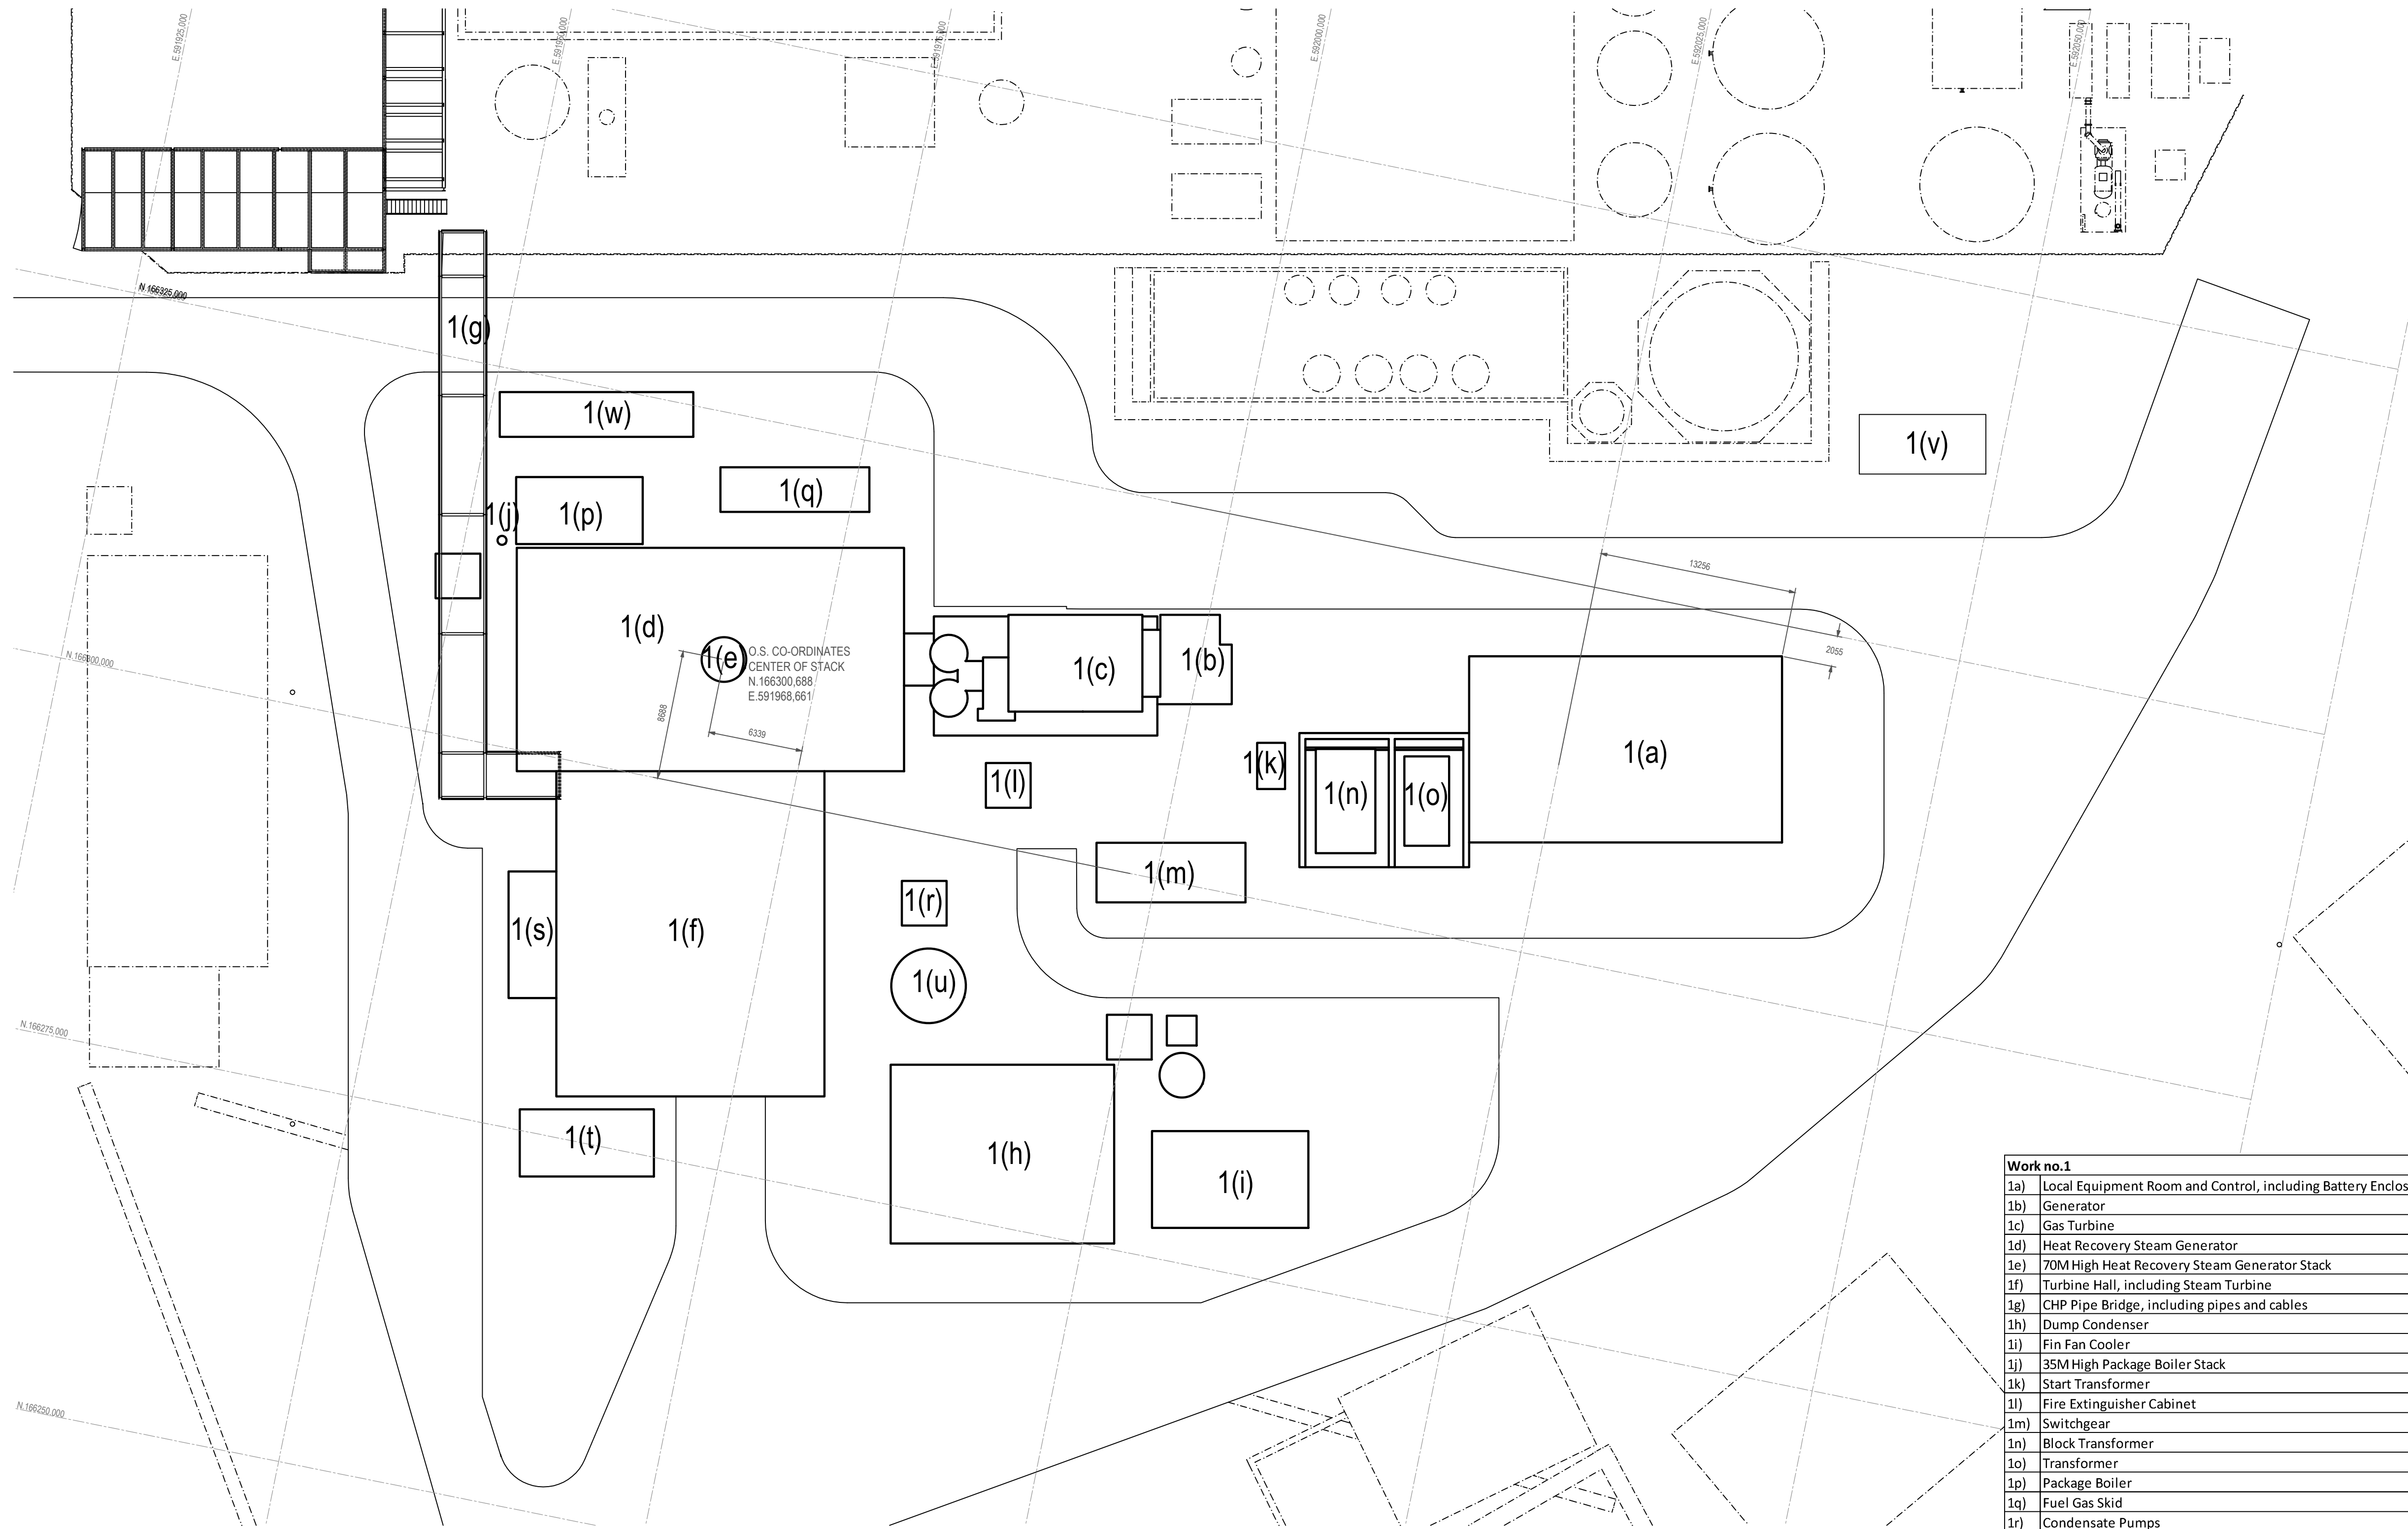 E.591925,000
E.591950,000
E.591975,000
E.592000,000
E.592025,000
E.592050,000
N.166325,000
1(g)
1(w)
1(v)
1(q)
1(j)
1(p)
13256
1(d)
1(e)
O.S. CO-ORDINATES
CENTER OF STACK
N.166300,688
E.591968,661
1(c)
1(b)
2055
N.166300,000
8688
6339
1(a)
1(k)
1(l)
1(n)
1(o)
1(m)
1(r)
1(s)
1(f)
1(u)
N.166275,000
1(t)
1(h)
1(i)
N.166250,000
Work no.1
1a) Local Equipment Room and Control, including Battery Enclos
1b) Generator
1c) Gas Turbine
1d) Heat Recovery Steam Generator
1e) 70M High Heat Recovery Steam Generator Stack
1f) Turbine Hall, including Steam Turbine
1g) CHP Pipe Bridge, including pipes and cables
1h) Dump Condenser
1i) Fin Fan Cooler
1j) 35M High Package Boiler Stack
1k) Start Transformer
1l) Fire Extinguisher Cabinet
1m) Switchgear
1n) Block Transformer
1o) Transformer
1p) Package Boiler
1q) Fuel Gas Skid
1r) Condensate Pumps